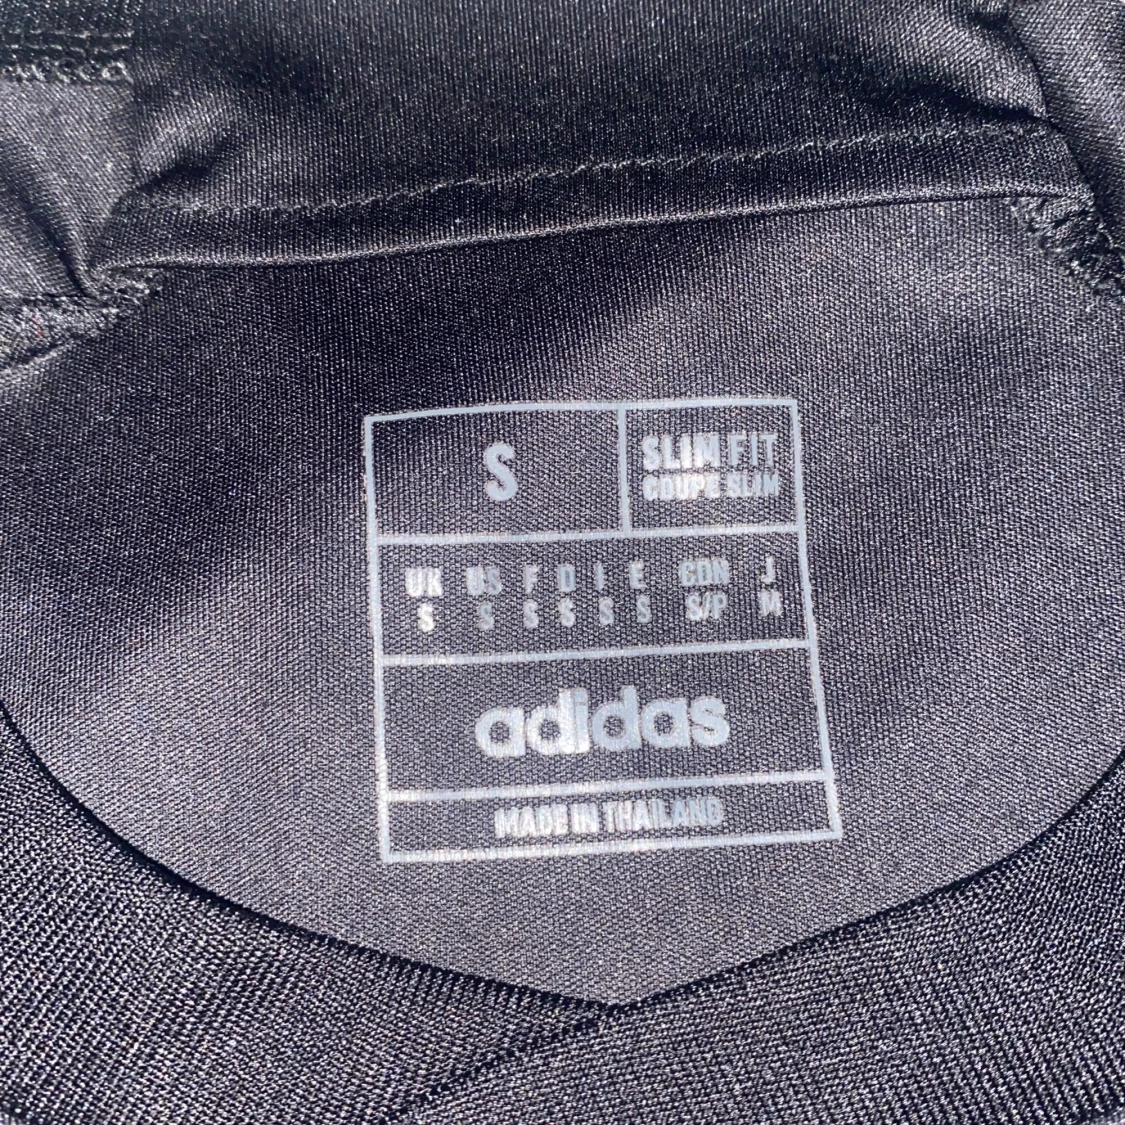 S
SLIM FIT
COUPE SLIM
UK US F D I E CDN J
S S S S S S S/P M
adidas
MADE IN THAILAND